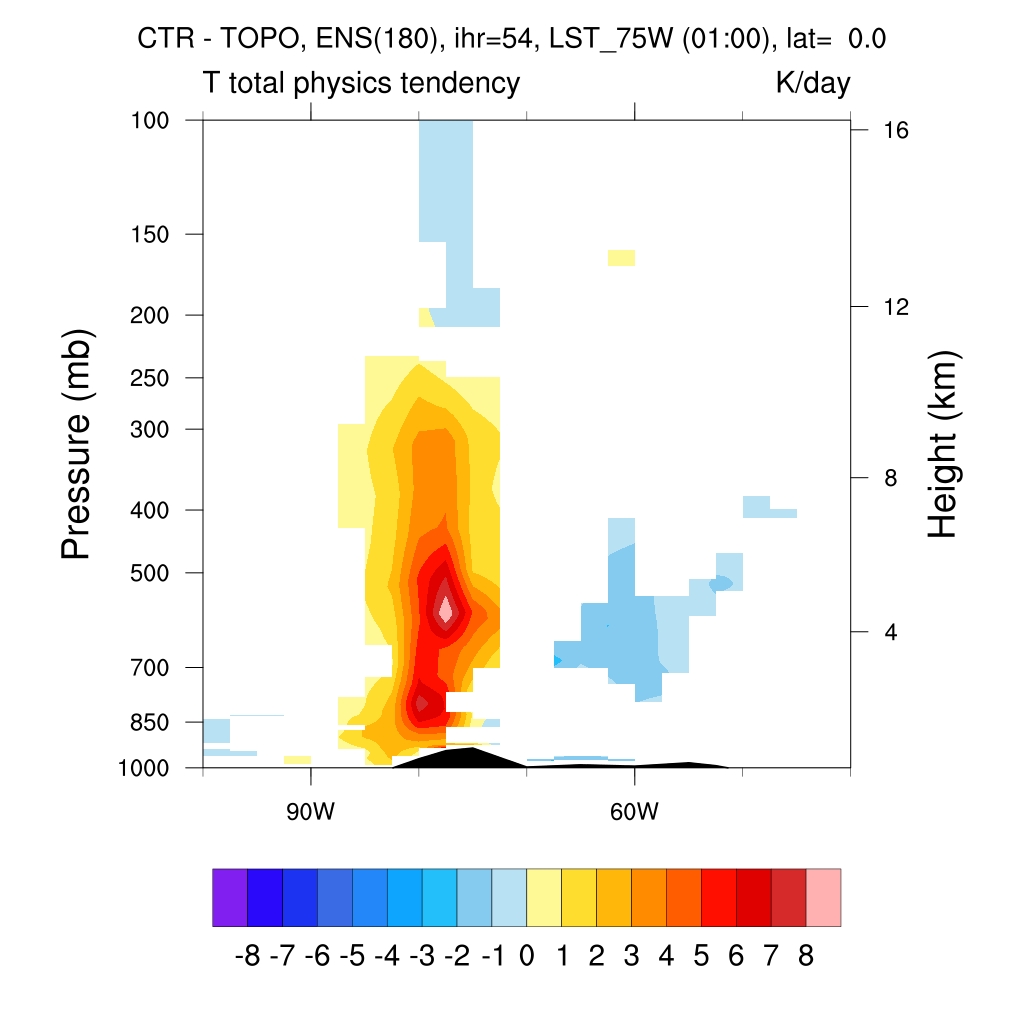 CTR - TOPO, ENS(180), ihr=54, LST_75W (01:00), lat=  0.0
T total physics tendency K/day
100
150
200
250
300
400
500
700
850
1000
Pressure (mb)
16
12
8
4
Height (km)
90W 60W
-8 -7 -6 -5 -4 -3 -2 -1 0 1 2 3 4 5 6 7 8